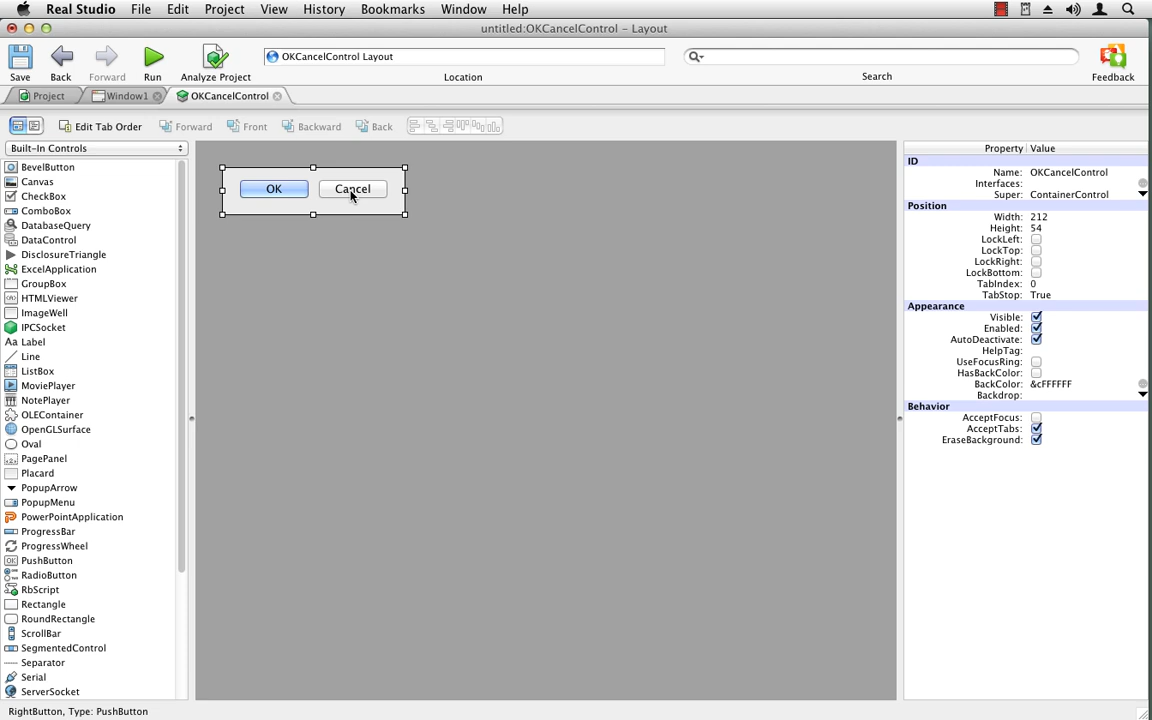 Real Studio File Edit Project View History Bookmarks Window Help
untitled:OKCancelControl – Layout
OKCancelControl Layout
Save Back Forward Run Analyze Project Location Search Feedback
Project Window1 OKCancelControl
Edit Tab Order Forward Front Backward Back
Built-In Controls
BevelButton
Canvas
CheckBox
ComboBox
DatabaseQuery
DataControl
DisclosureTriangle
ExcelApplication
GroupBox
HTMLViewer
ImageWell
IPCSocket
Aa Label
Line
ListBox
MoviePlayer
NotePlayer
OLEContainer
OpenGLSurface
Oval
PagePanel
Placard
PopupArrow
PopupMenu
PowerPointApplication
ProgressBar
ProgressWheel
PushButton
RadioButton
RbScript
Rectangle
RoundRectangle
ScrollBar
SegmentedControl
Separator
Serial
ServerSocket
OK Cancel
Property Value
ID
Name: OKCancelControl
Interfaces:
Super: ContainerControl
Position
Width: 212
Height: 54
LockLeft:
LockTop:
LockRight:
LockBottom:
TabIndex: 0
TabStop: True
Appearance
Visible:
Enabled:
AutoDeactivate:
HelpTag:
UseFocusRing:
HasBackColor:
BackColor: &cFFFFFF
Backdrop:
Behavior
AcceptFocus:
AcceptTabs:
EraseBackground:
RightButton, Type: PushButton